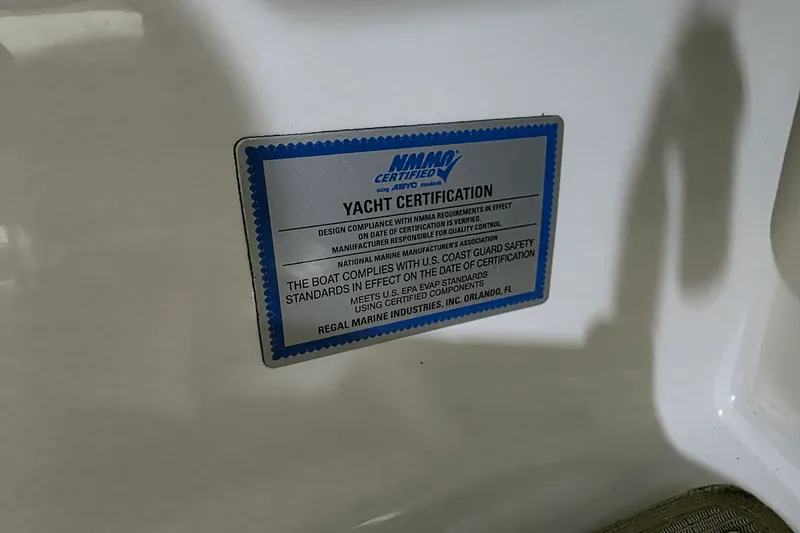 NMMA
CERTIFIED
using ABYC standards
YACHT CERTIFICATION
DESIGN COMPLIANCE WITH NMMA REQUIREMENTS IN EFFECT
ON DATE OF CERTIFICATION IS VERIFIED.
MANUFACTURER RESPONSIBLE FOR QUALITY CONTROL.
NATIONAL MARINE MANUFACTURER'S ASSOCIATION
THE BOAT COMPLIES WITH U.S. COAST GUARD SAFETY
STANDARDS IN EFFECT ON THE DATE OF CERTIFICATION
MEETS U.S. EPA EVAP STANDARDS
USING CERTIFIED COMPONENTS
REGAL MARINE INDUSTRIES, INC. ORLANDO, FL